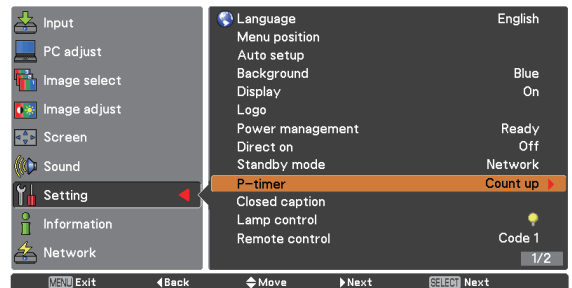 Input
PC adjust
Image select
Image adjust
Screen
Sound
Setting
Information
Network
Language English
Menu position
Auto setup
Background Blue
Display On
Logo
Power management Ready
Direct on Off
Standby mode Network
P-timer Count up
Closed caption
Lamp control
Remote control Code 1
1/2
MENU Exit Back Move Next SELECT Next